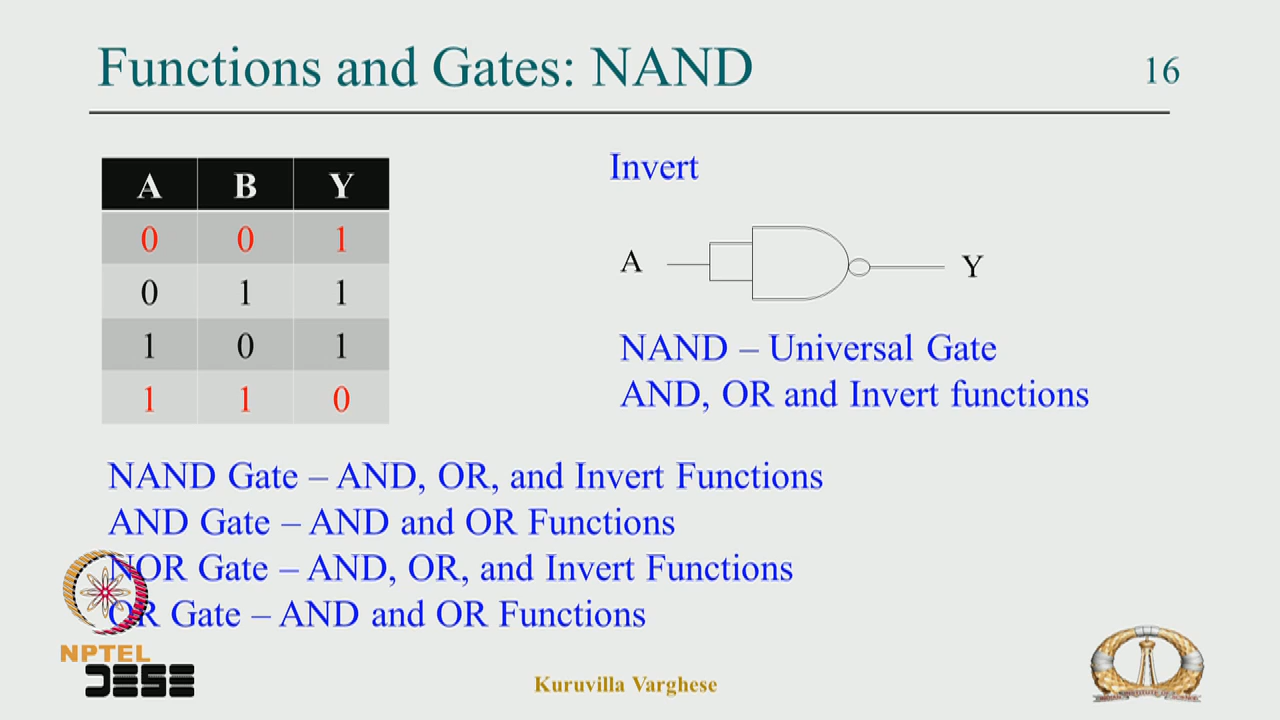 Functions and Gates: NAND
16
A B Y
0 0 1
0 1 1
1 0 1
1 1 0
Invert
A
Y
NAND – Universal Gate
AND, OR and Invert functions
NAND Gate – AND, OR, and Invert Functions
AND Gate – AND and OR Functions
NOR Gate – AND, OR, and Invert Functions
OR Gate – AND and OR Functions
NPTEL
DESE
Kuruvilla Varghese